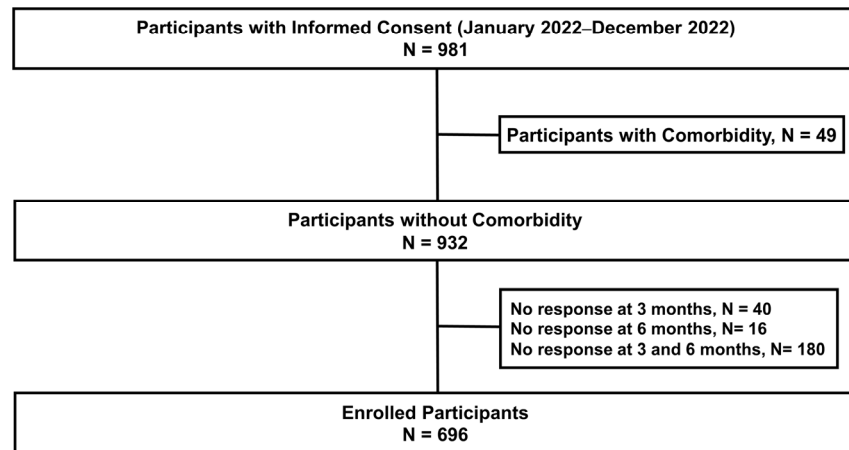 Participants with Informed Consent (January 2022–December 2022)
N = 981
Participants with Comorbidity, N = 49
Participants without Comorbidity
N = 932
No response at 3 months, N = 40
No response at 6 months, N= 16
No response at 3 and 6 months, N= 180
Enrolled Participants
N = 696